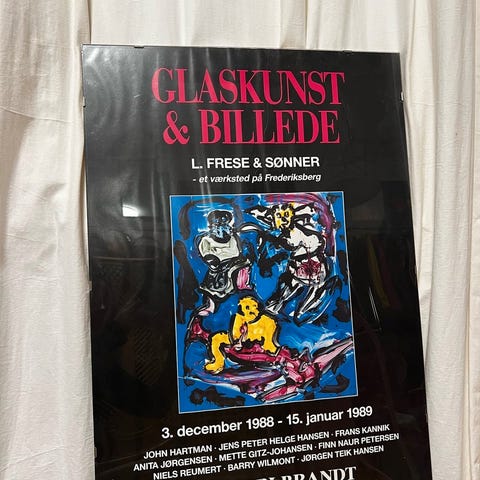 GLASKUNST
& BILLEDE
L. FRESE & SØNNER
- et værksted på Frederiksberg
3. december 1988 - 15. januar 1989
JOHN HARTMAN · JENS PETER HELGE HANSEN · FRANS KANNIK
ANITA JØRGENSEN · METTE GITZ-JOHANSEN · FINN NAUR PETERSEN
NIELS REUMERT · BARRY WILMONT · JØRGEN TEIK HANSEN
BRANDT